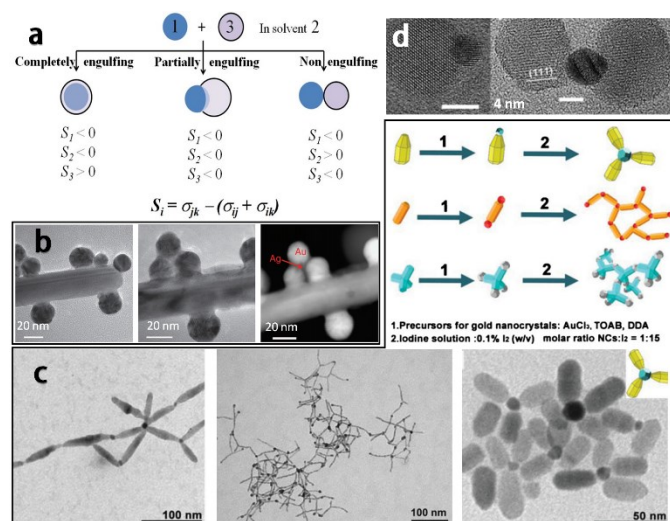 a
1 + 3 In solvent 2
Completely engulfing
Partially engulfing
Non engulfing
S1 < 0
S2 < 0
S3 > 0
S1 < 0
S2 < 0
S3 < 0
S1 < 0
S2 > 0
S3 < 0
Si = σjk − (σij + σik)
b
20 nm
20 nm
Au
Ag
20 nm
d
(111)
4 nm
1 2
1 2
1 2
1.Precursors for gold nanocrystals: AuCl3, TOAB, DDA
2.Iodine solution :0.1% I2 (w/v) molar ratio NCs:I2 = 1:15
c
100 nm
100 nm
50 nm